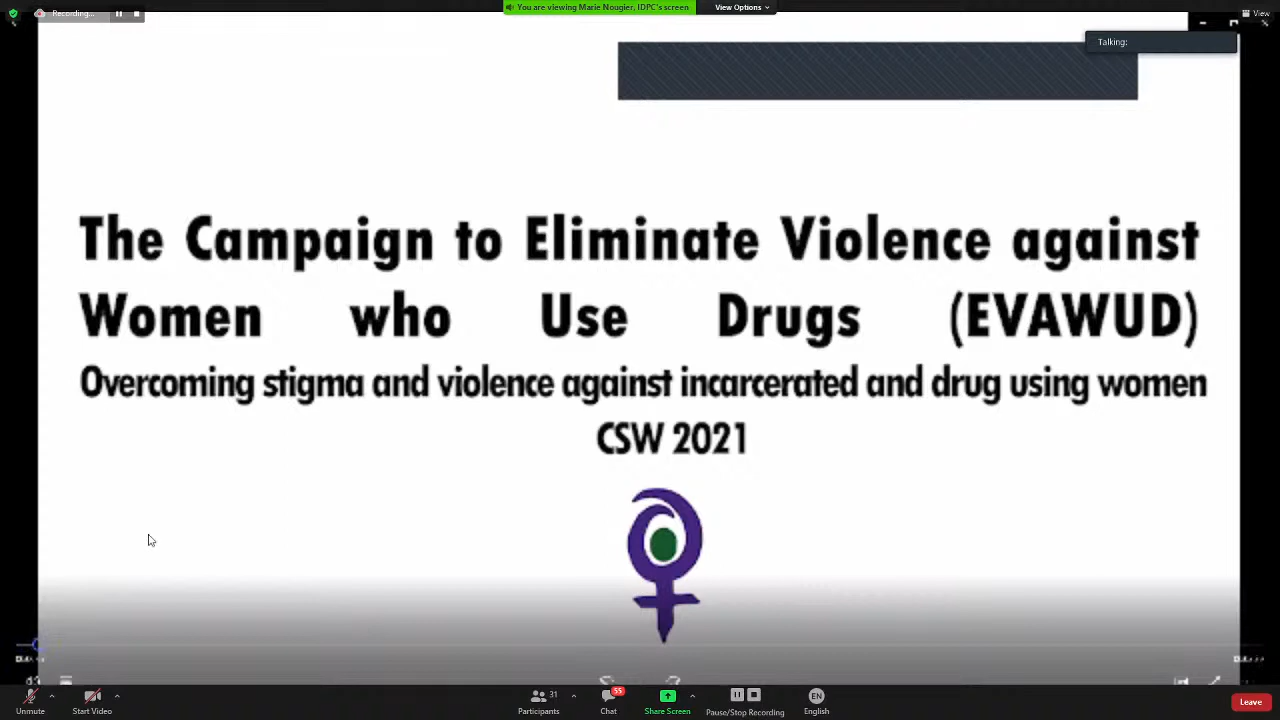 Recording...
You are viewing Marie Nougier, IDPC's screen
View Options
View
Talking:
The Campaign to Eliminate Violence against
Women who Use Drugs (EVAWUD)
Overcoming stigma and violence against incarcerated and drug using women
CSW 2021
31
55
EN
Unmute
Start Video
Participants
Chat
Share Screen
Pause/Stop Recording
English
Leave